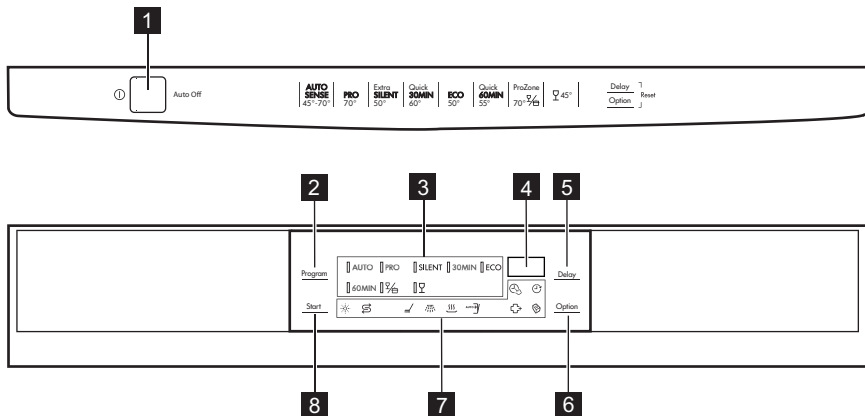 1
Auto Off
AUTO SENSE 45°-70°
PRO 70°
Extra SILENT 50°
Quick 30MIN 60°
ECO 50°
Quick 60MIN 55°
ProZone 70°
45°
Delay
Option
Reset
2
3
4
5
Program
AUTO PRO SILENT 30MIN ECO
60MIN
Delay
Start
Option
8
7
6